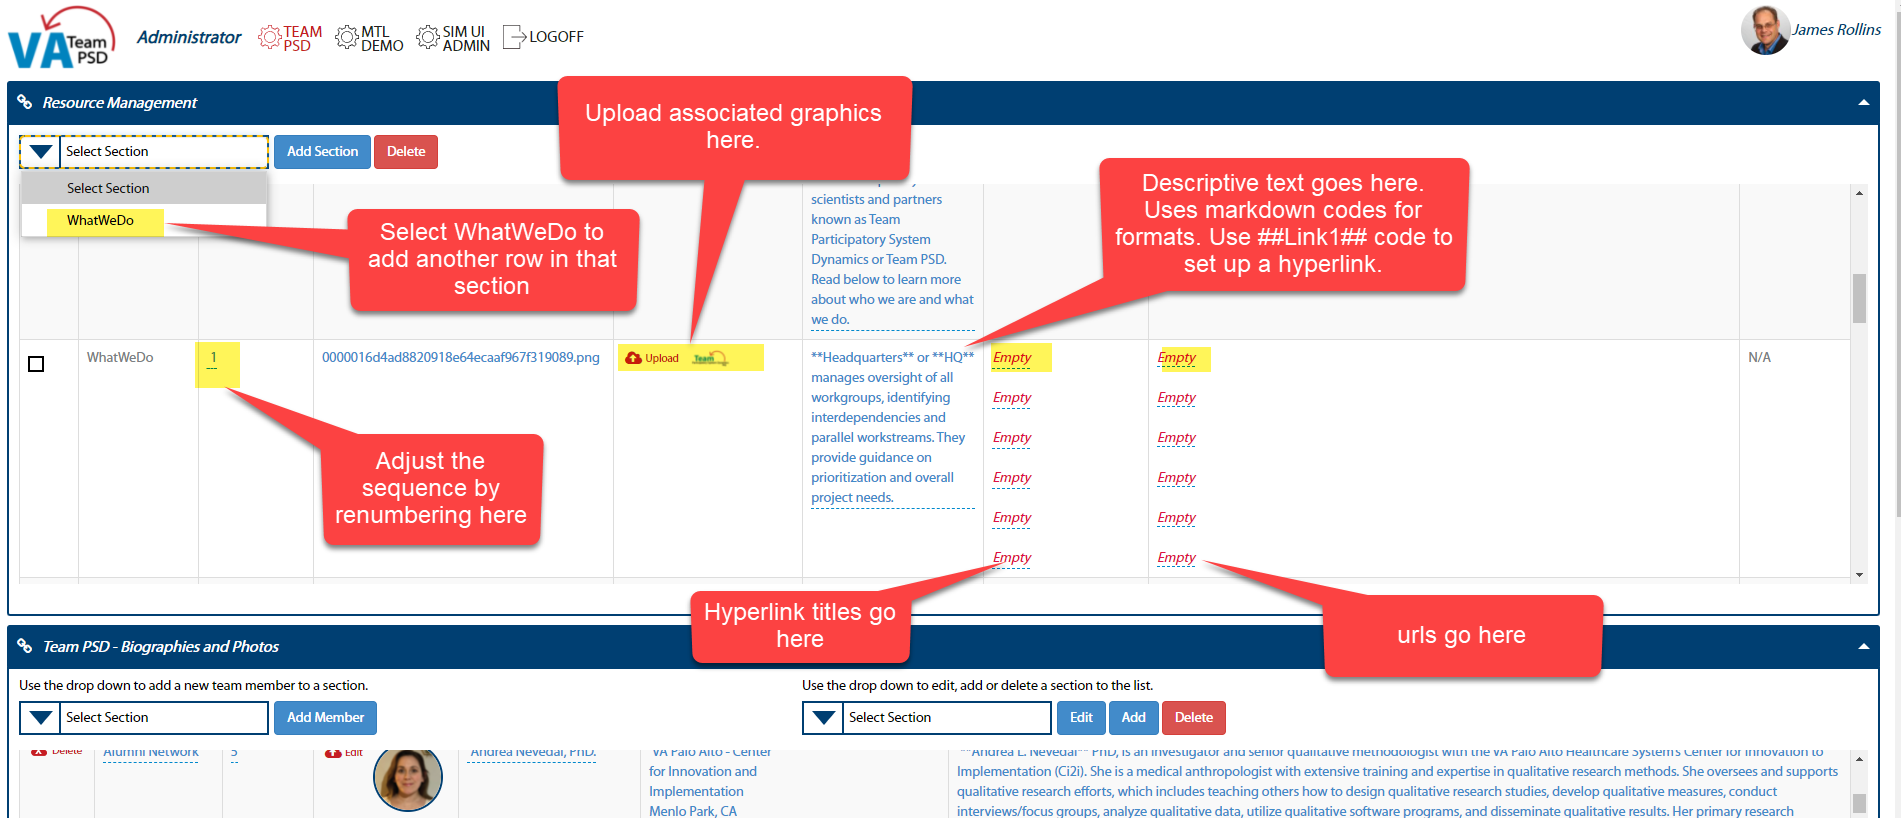 VA Team
PSD
Administrator
TEAM
PSD
MTL
DEMO
SIM UI
ADMIN
LOGOFF
James Rollins
Resource Management
Upload associated graphics
here.
Select Section
Add Section
Delete
Select Section
WhatWeDo
Select WhatWeDo to
add another row in that
section
scientists and partners
known as Team
Participatory System
Dynamics or Team PSD.
Read below to learn more
about who we are and what
we do.
Descriptive text goes here.
Uses markdown codes for
formats. Use ##Link1## code to
set up a hyperlink.
WhatWeDo
1
0000016d4ad8820918e64ecaaf967f319089.png
Upload
Team
**Headquarters** or **HQ**
manages oversight of all
workgroups, identifying
interdependencies and
parallel workstreams. They
provide guidance on
prioritization and overall
project needs.
Empty
Empty
Empty
Empty
Empty
Empty
Empty
Empty
Empty
Empty
Empty
Empty
N/A
Adjust the
sequence by
renumbering here
Hyperlink titles go
here
urls go here
Team PSD - Biographies and Photos
Use the drop down to add a new team member to a section.
Select Section
Add Member
Use the drop down to edit, add or delete a section to the list.
Select Section
Edit
Add
Delete
Delete
Alumni Network
5
Edit
Andrea Nevedal, PhD.
VA Palo Alto - Center
for Innovation and
Implementation
Menlo Park, CA
**Andrea L. Nevedal** PhD, is an investigator and senior qualitative methodologist with the VA Palo Alto Healthcare System's Center for Innovation to
Implementation (Ci2i). She is a medical anthropologist with extensive training and expertise in qualitative research methods. She oversees and supports
qualitative research efforts, which includes teaching others how to design qualitative research studies, develop qualitative measures, conduct
interviews/focus groups, analyze qualitative data, utilize qualitative software programs, and disseminate qualitative results. Her primary research